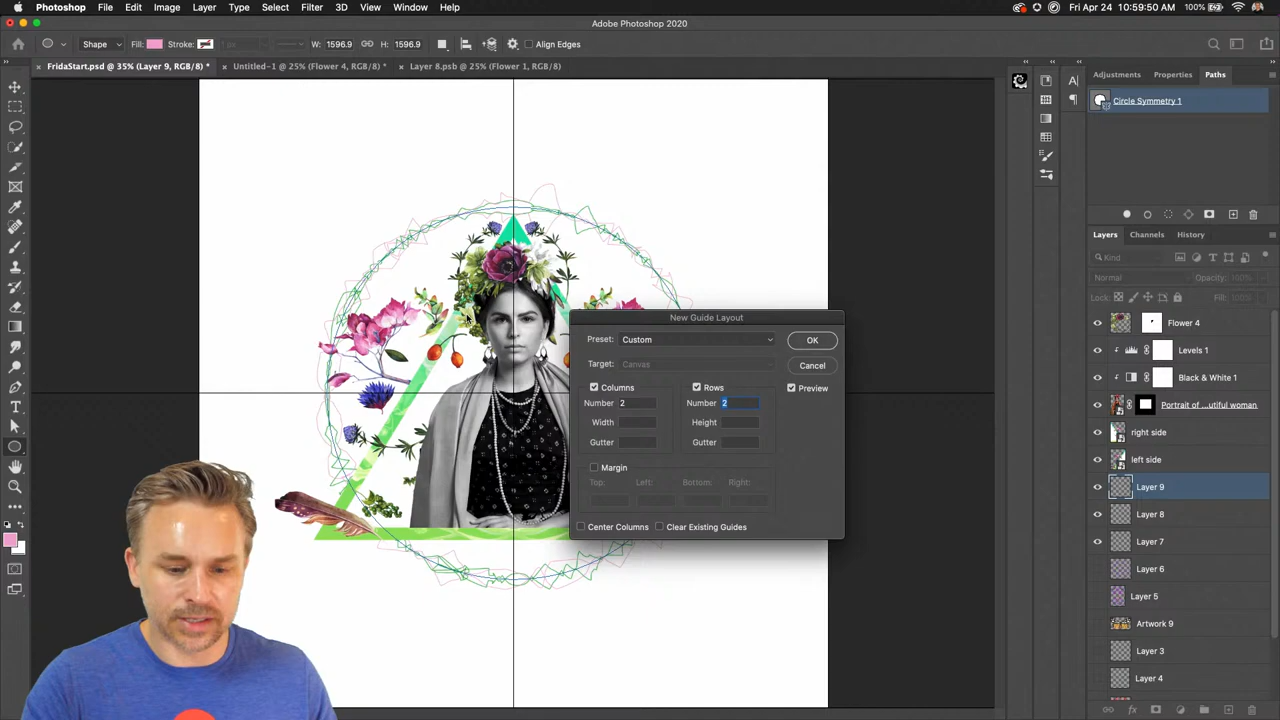 Photoshop File Edit Image Layer Type Select Filter 3D View Window Help 100% Fri Apr 24 10:59:50 AM
Adobe Photoshop 2020
Shape Fill: Stroke: 1 px W: 1596.9 H: 1596.9 Align Edges
FridaStart.psd @ 35% (Layer 9, RGB/8) * Untitled-1 @ 25% (Flower 4, RGB/8) * Layer 8.psb @ 25% (Flower 1, RGB/8)
Adjustments Properties Paths
Circle Symmetry 1
Layers Channels History
Kind
Normal Opacity:
Lock: Fill: 100%
Flower 4
Levels 1
Black & White 1
Portrait of ...utiful woman
right side
left side
Layer 9
Layer 8
Layer 7
Layer 6
Layer 5
Artwork 9
Layer 3
Layer 4
New Guide Layout
Preset: Custom OK
Target: Canvas Cancel
Columns Rows Preview
Number 2 Number 2
Width Height
Gutter Gutter
Margin
Top: Left: Bottom: Right:
Center Columns Clear Existing Guides